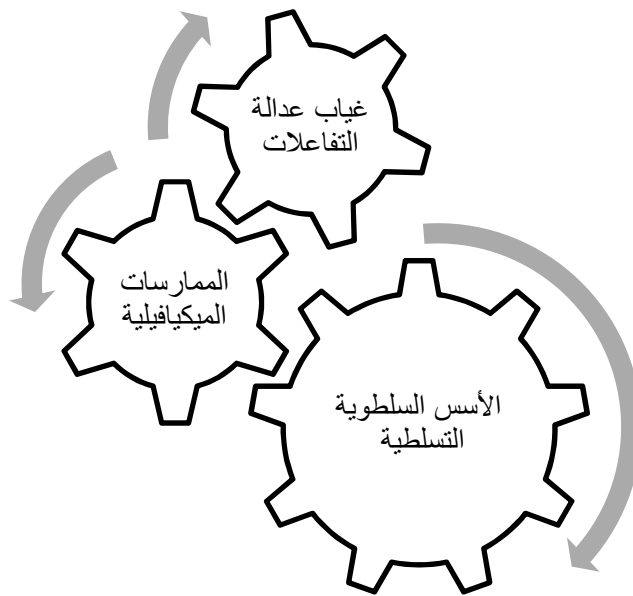 غياب عدالة
التفاعلات
الممارسات
الميكيافيلية
الأسس السلطوية
التسلطية